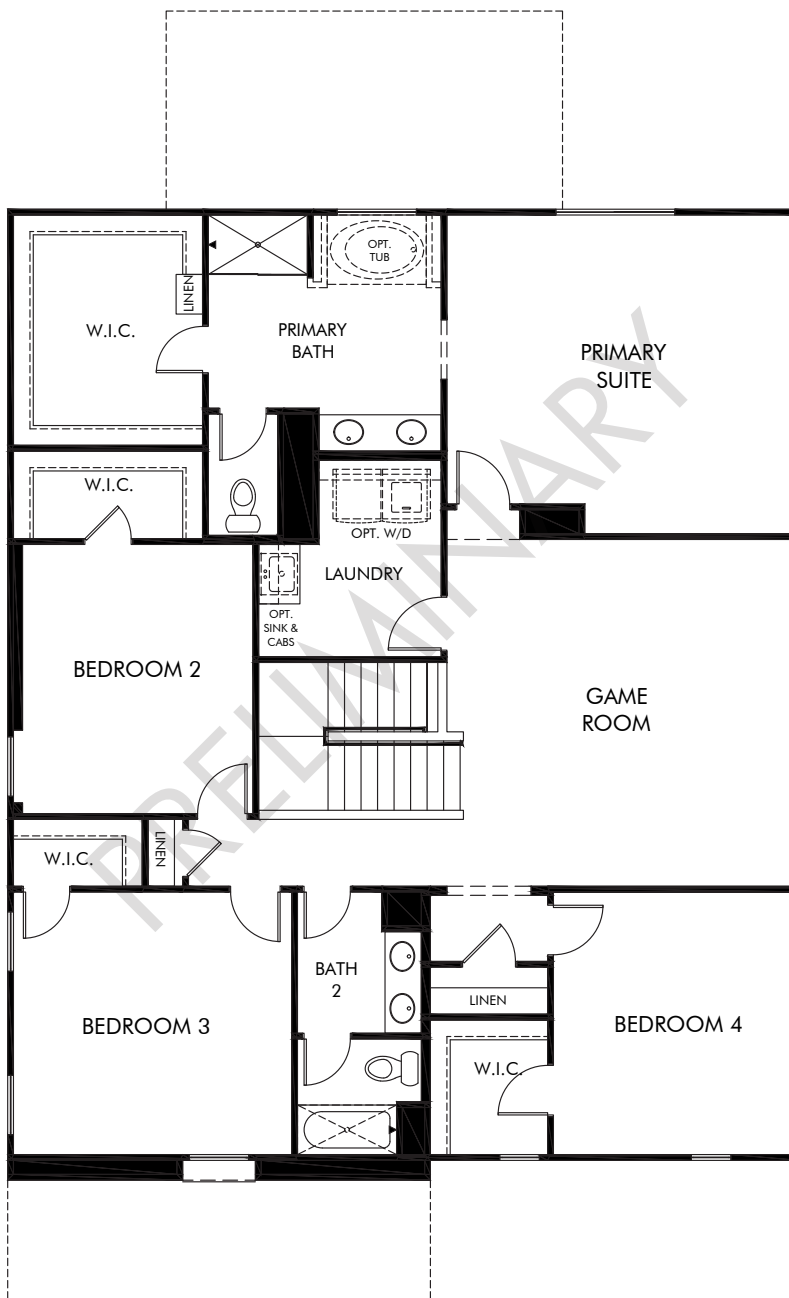 OPT.
TUB
LINEN
W.I.C.
PRIMARY
BATH
PRIMARY
SUITE
W.I.C.
OPT. W/D
LAUNDRY
OPT.
SINK &
CABS
BEDROOM 2
GAME
ROOM
PRELIMINARY
W.I.C.
LINEN
BATH
2
LINEN
BEDROOM 3
BEDROOM 4
W.I.C.